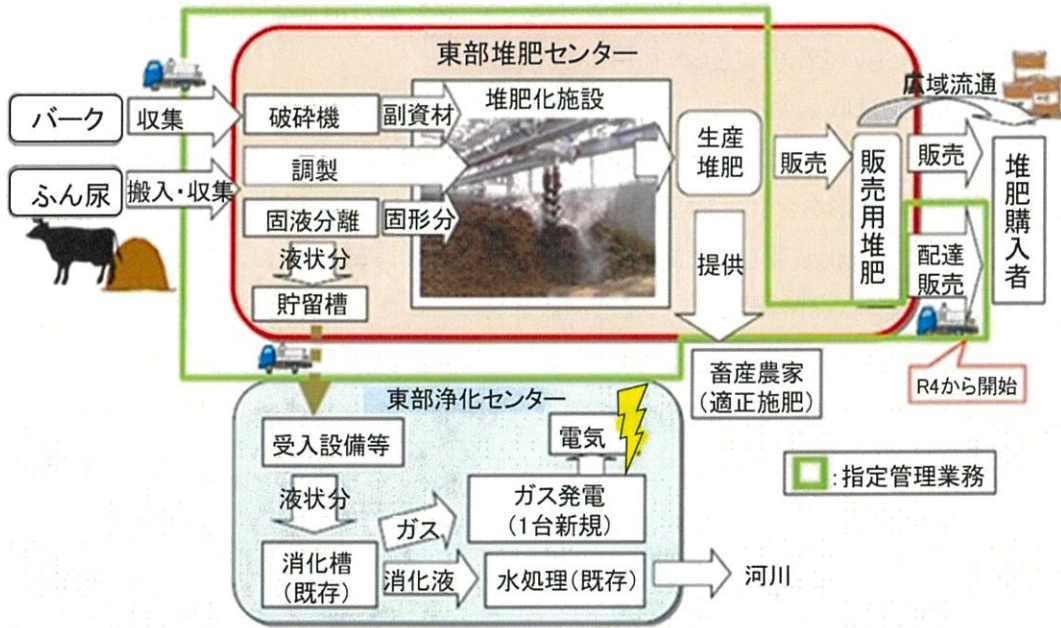 東部堆肥センター
広域流通
バーク
収集
破砕機
副資材
堆肥化施設
生産
堆肥
販売
販売用堆肥
販売
堆肥購入者
ふん尿
搬入・収集
調製
固液分離
固形分
液状分
貯留槽
提供
配達
販売
R4から開始
畜産農家
(適正施肥)
東部浄化センター
受入設備等
電気
液状分
ガス
ガス発電
(1台新規)
:指定管理業務
消化槽
(既存)
消化液
水処理(既存)
河川